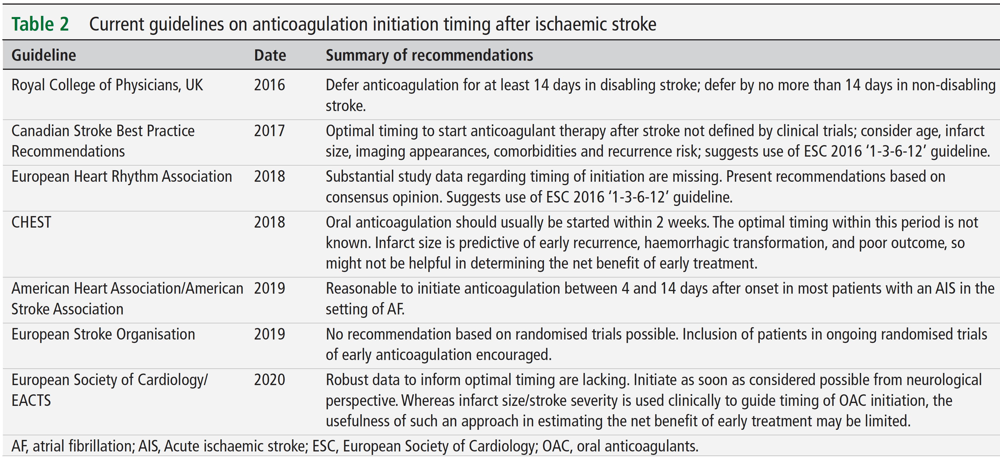 Table 2 Current guidelines on anticoagulation initiation timing after ischaemic stroke
Guideline Date Summary of recommendations
Royal College of Physicians, UK 2016 Defer anticoagulation for at least 14 days in disabling stroke; defer by no more than 14 days in non-disabling
stroke.
Canadian Stroke Best Practice 2017 Optimal timing to start anticoagulant therapy after stroke not defined by clinical trials; consider age, infarct
Recommendations size, imaging appearances, comorbidities and recurrence risk; suggests use of ESC 2016 ‘1-3-6-12’ guideline.
European Heart Rhythm Association 2018 Substantial study data regarding timing of initiation are missing. Present recommendations based on
consensus opinion. Suggests use of ESC 2016 ‘1-3-6-12’ guideline.
CHEST 2018 Oral anticoagulation should usually be started within 2 weeks. The optimal timing within this period is not
known. Infarct size is predictive of early recurrence, haemorrhagic transformation, and poor outcome, so
might not be helpful in determining the net benefit of early treatment.
American Heart Association/American 2019 Reasonable to initiate anticoagulation between 4 and 14 days after onset in most patients with an AIS in the
Stroke Association setting of AF.
European Stroke Organisation 2019 No recommendation based on randomised trials possible. Inclusion of patients in ongoing randomised trials
of early anticoagulation encouraged.
European Society of Cardiology/ 2020 Robust data to inform optimal timing are lacking. Initiate as soon as considered possible from neurological
EACTS perspective. Whereas infarct size/stroke severity is used clinically to guide timing of OAC initiation, the
usefulness of such an approach in estimating the net benefit of early treatment may be limited.
AF, atrial fibrillation; AIS, Acute ischaemic stroke; ESC, European Society of Cardiology; OAC, oral anticoagulants.